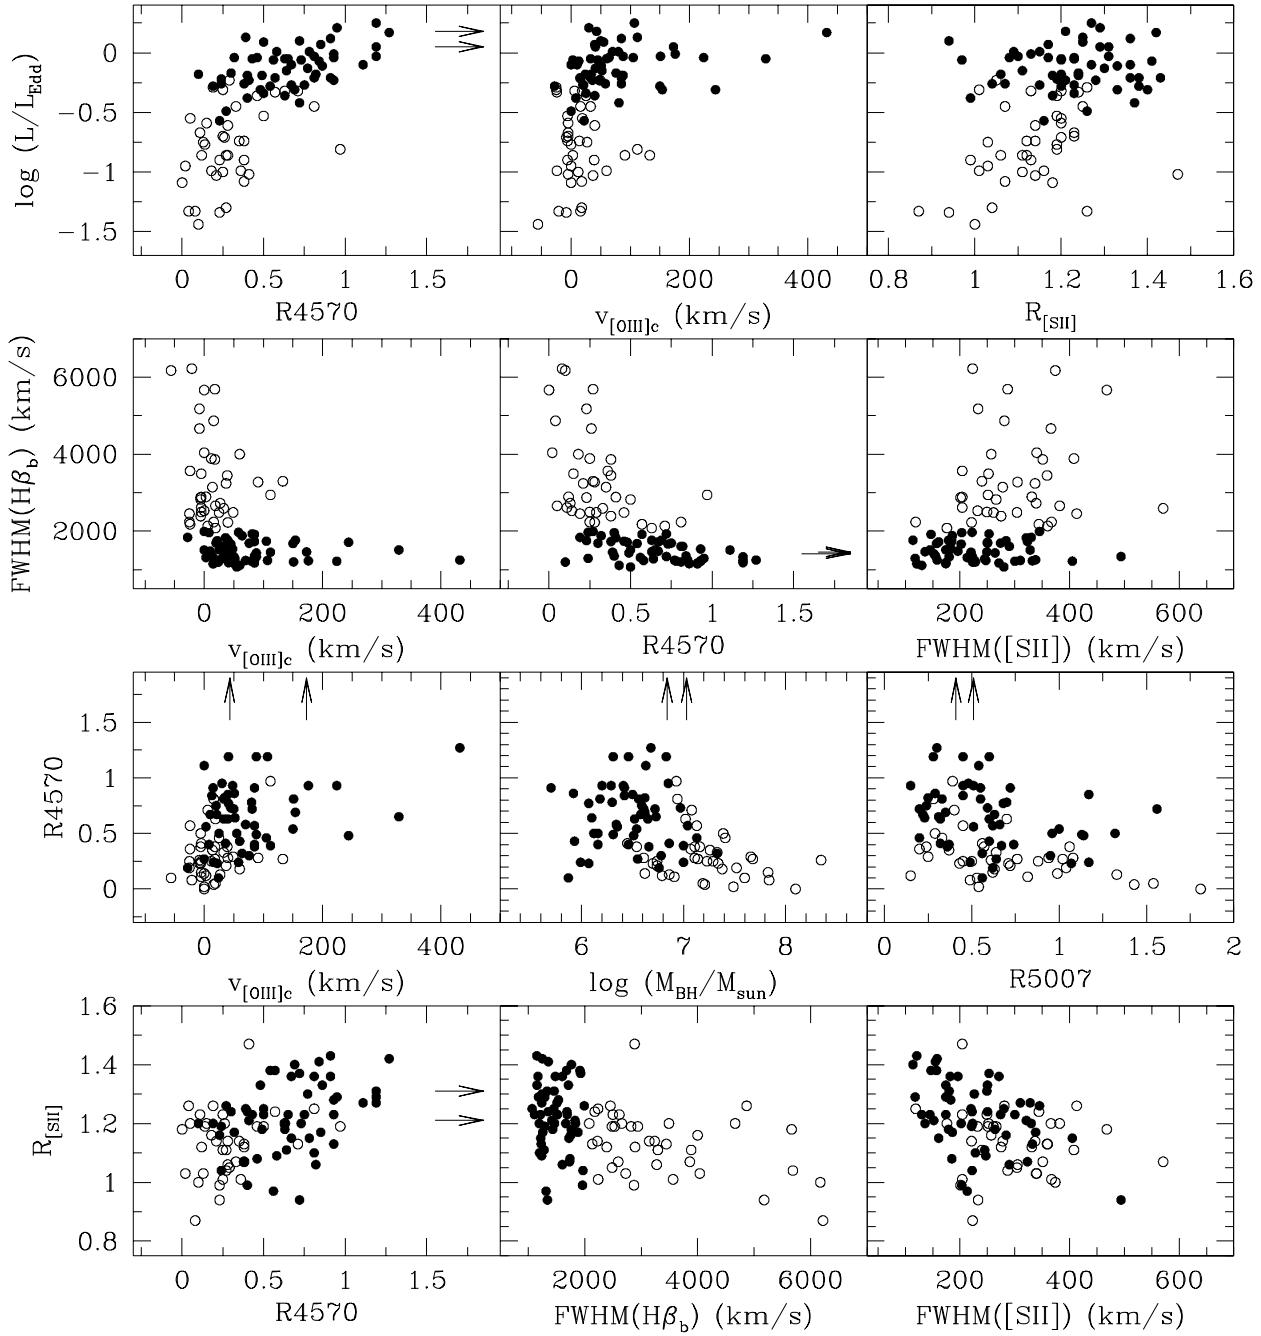 log (L/L_Edd)
0
−0.5
−1
−1.5
0 0.5 1 1.5
0 200 400
0.8 1 1.2 1.4 1.6
R4570
v_[OIII]c (km/s)
R_[SII]
FWHM(Hβ_b) (km/s)
6000
4000
2000
0 200 400
0 0.5 1 1.5
200 400 600
v_[OIII]c (km/s)
R4570
FWHM([SII]) (km/s)
R4570
1.5
1
0.5
0
0 200 400
6 7 8
0 0.5 1 1.5 2
v_[OIII]c (km/s)
log (M_BH/M_sun)
R5007
R_[SII]
1.6
1.4
1.2
1
0.8
0 0.5 1 1.5
2000 4000 6000
200 400 600
R4570
FWHM(Hβ_b) (km/s)
FWHM([SII]) (km/s)